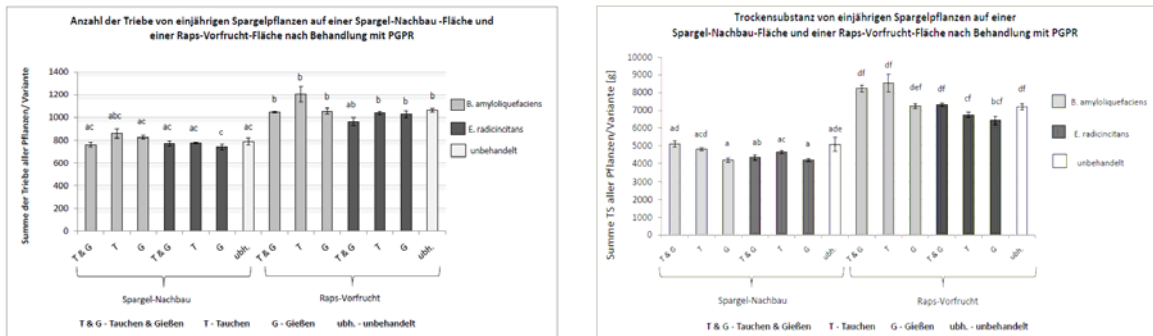 Anzahl der Triebe von einjährigen Spargelpflanzen auf einer Spargel-Nachbau -Fläche und
einer Raps-Vorfrucht-Fläche nach Behandlung mit PGPR
Summe der Triebe aller Pflanzen/ Variante
1400
1200
1000
800
600
400
200
0
ac
abc
ac
ac
ac
c
ac
b
b
b
ab
b
b
b
B. amyloliquefaciens
E. radicincitans
unbehandelt
T & G
T
G
T & G
T
G
ubh.
T & G
T
G
T & G
T
G
ubh.
Spargel-Nachbau
Raps-Vorfrucht
T & G - Tauchen & Gießen T - Tauchen G - Gießen ubh. - unbehandelt
Trockensubstanz von einjährigen Spargelpflanzen auf einer
Spargel-Nachbau-Fläche und einer Raps-Vorfrucht-Fläche nach Behandlung mit PGPR
Summe TS aller Pflanzen/Variante [g]
10000
9000
8000
7000
6000
5000
4000
3000
2000
1000
0
ad
acd
a
ab
ac
a
ade
df
df
def
df
cf
bcf
df
B. amyloliquefaciens
E. radicincitans
unbehandelt
T & G
T
G
T & G
T
G
ubh.
T & G
T
G
T & G
T
G
ubh.
Spargel-Nachbau
Raps-Vorfrucht
T & G - Tauchen & Gießen T - Tauchen G - Gießen ubh. - unbehandelt